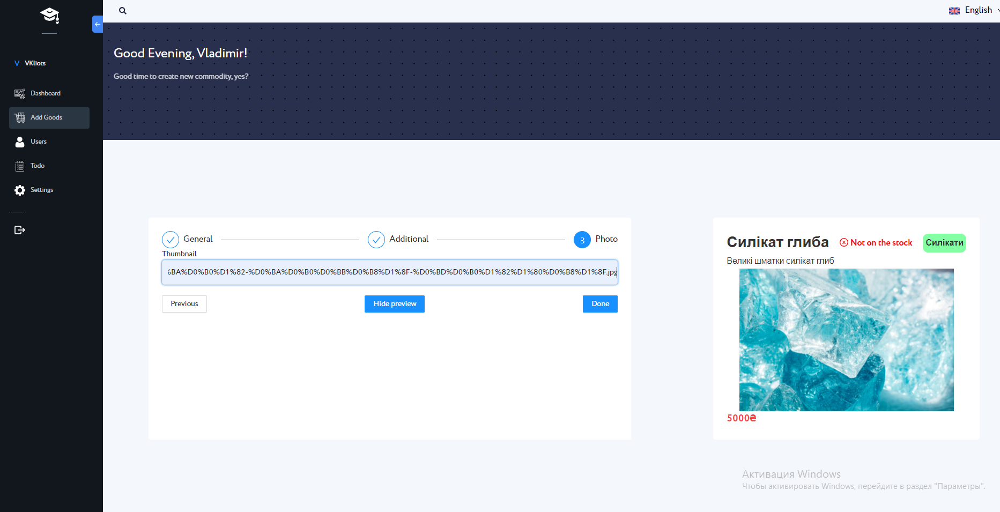 English
Good Evening, Vladimir!
Good time to create new commodity, yes?
V VKliots
Dashboard
Add Goods
Users
Todo
Settings
General
Additional
3 Photo
Thumbnail
%BA%D0%B0%D1%82-%D0%BA%D0%B0%D0%BB%D0%B8%D1%8F-%D0%BD%D0%B0%D1%82%D1%80%D0%B8%D1%8F.jpg
Previous
Hide preview
Done
Силікат глиба
Not on the stock
Силікати
Великі шматки силікат глиб
5000₴
Активация Windows
Чтобы активировать Windows, перейдите в раздел "Параметры".